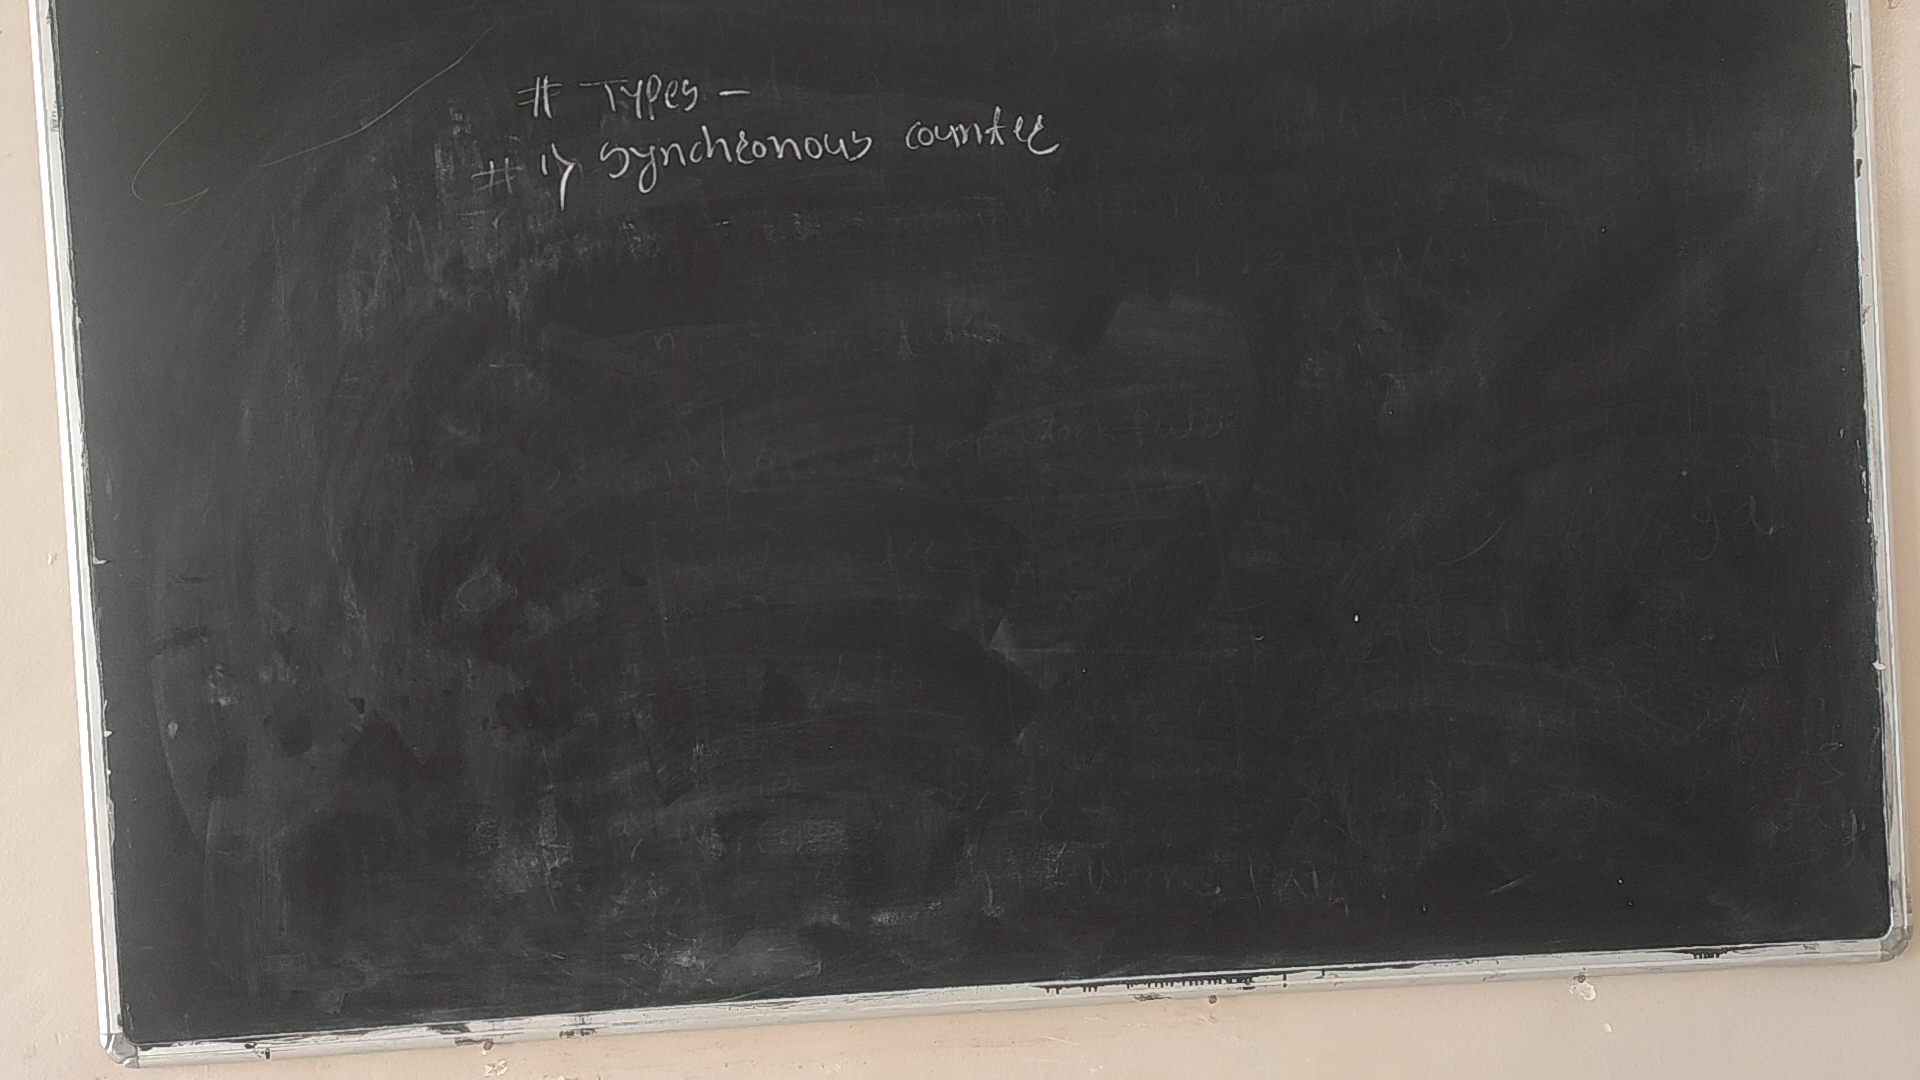 # Types -
# 1> Synchronous counter